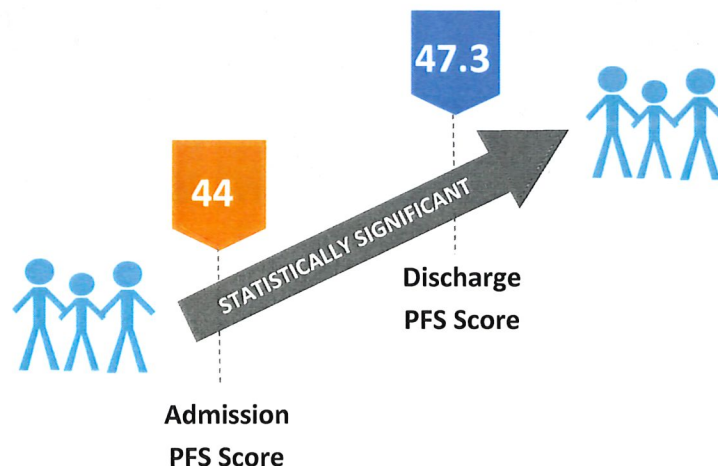 47.3
44
STATISTICALLY SIGNIFICANT
Discharge
PFS Score
Admission
PFS Score